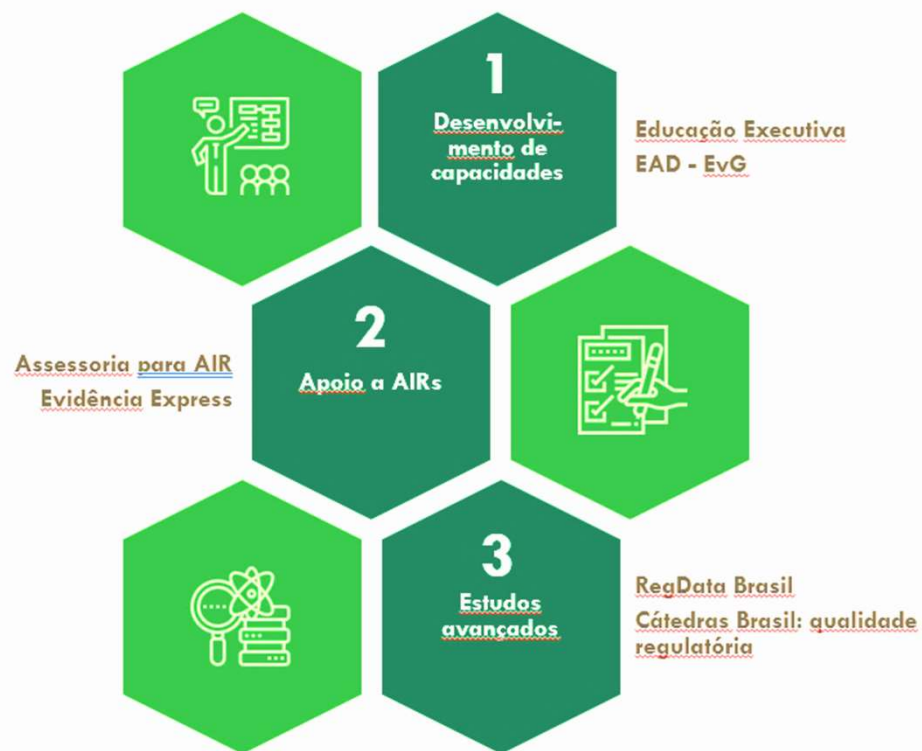 1
Desenvolvi-
mento de
capacidades
Educação Executiva
EAD - EvG
2
Apoio a AIRs
Assessoria para AIR
Evidência Express
3
Estudos
avançados
RegData Brasil
Cátedras Brasil: qualidade
regulatória